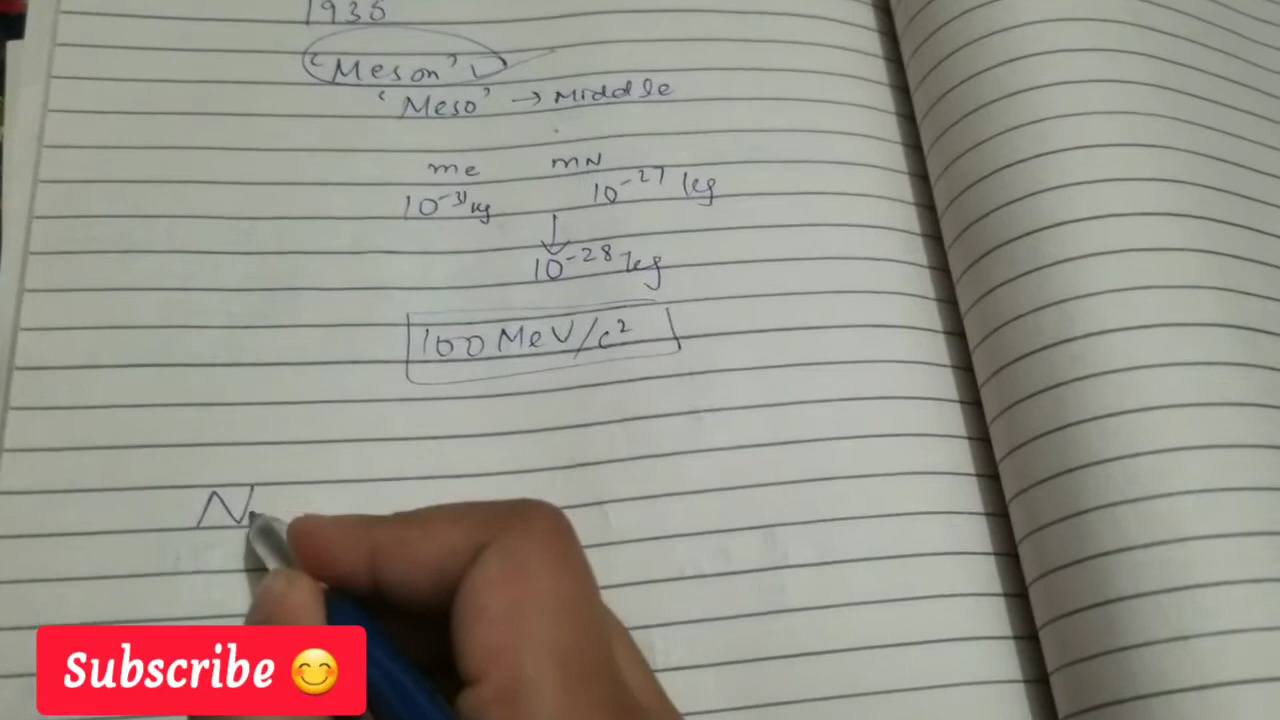 1935
'Meson'
'Meso' → Middle
me mN
10⁻³¹ kg 10⁻²⁷ kg
↓
10⁻²⁸ kg
100 MeV/c²
N
Subscribe 😊